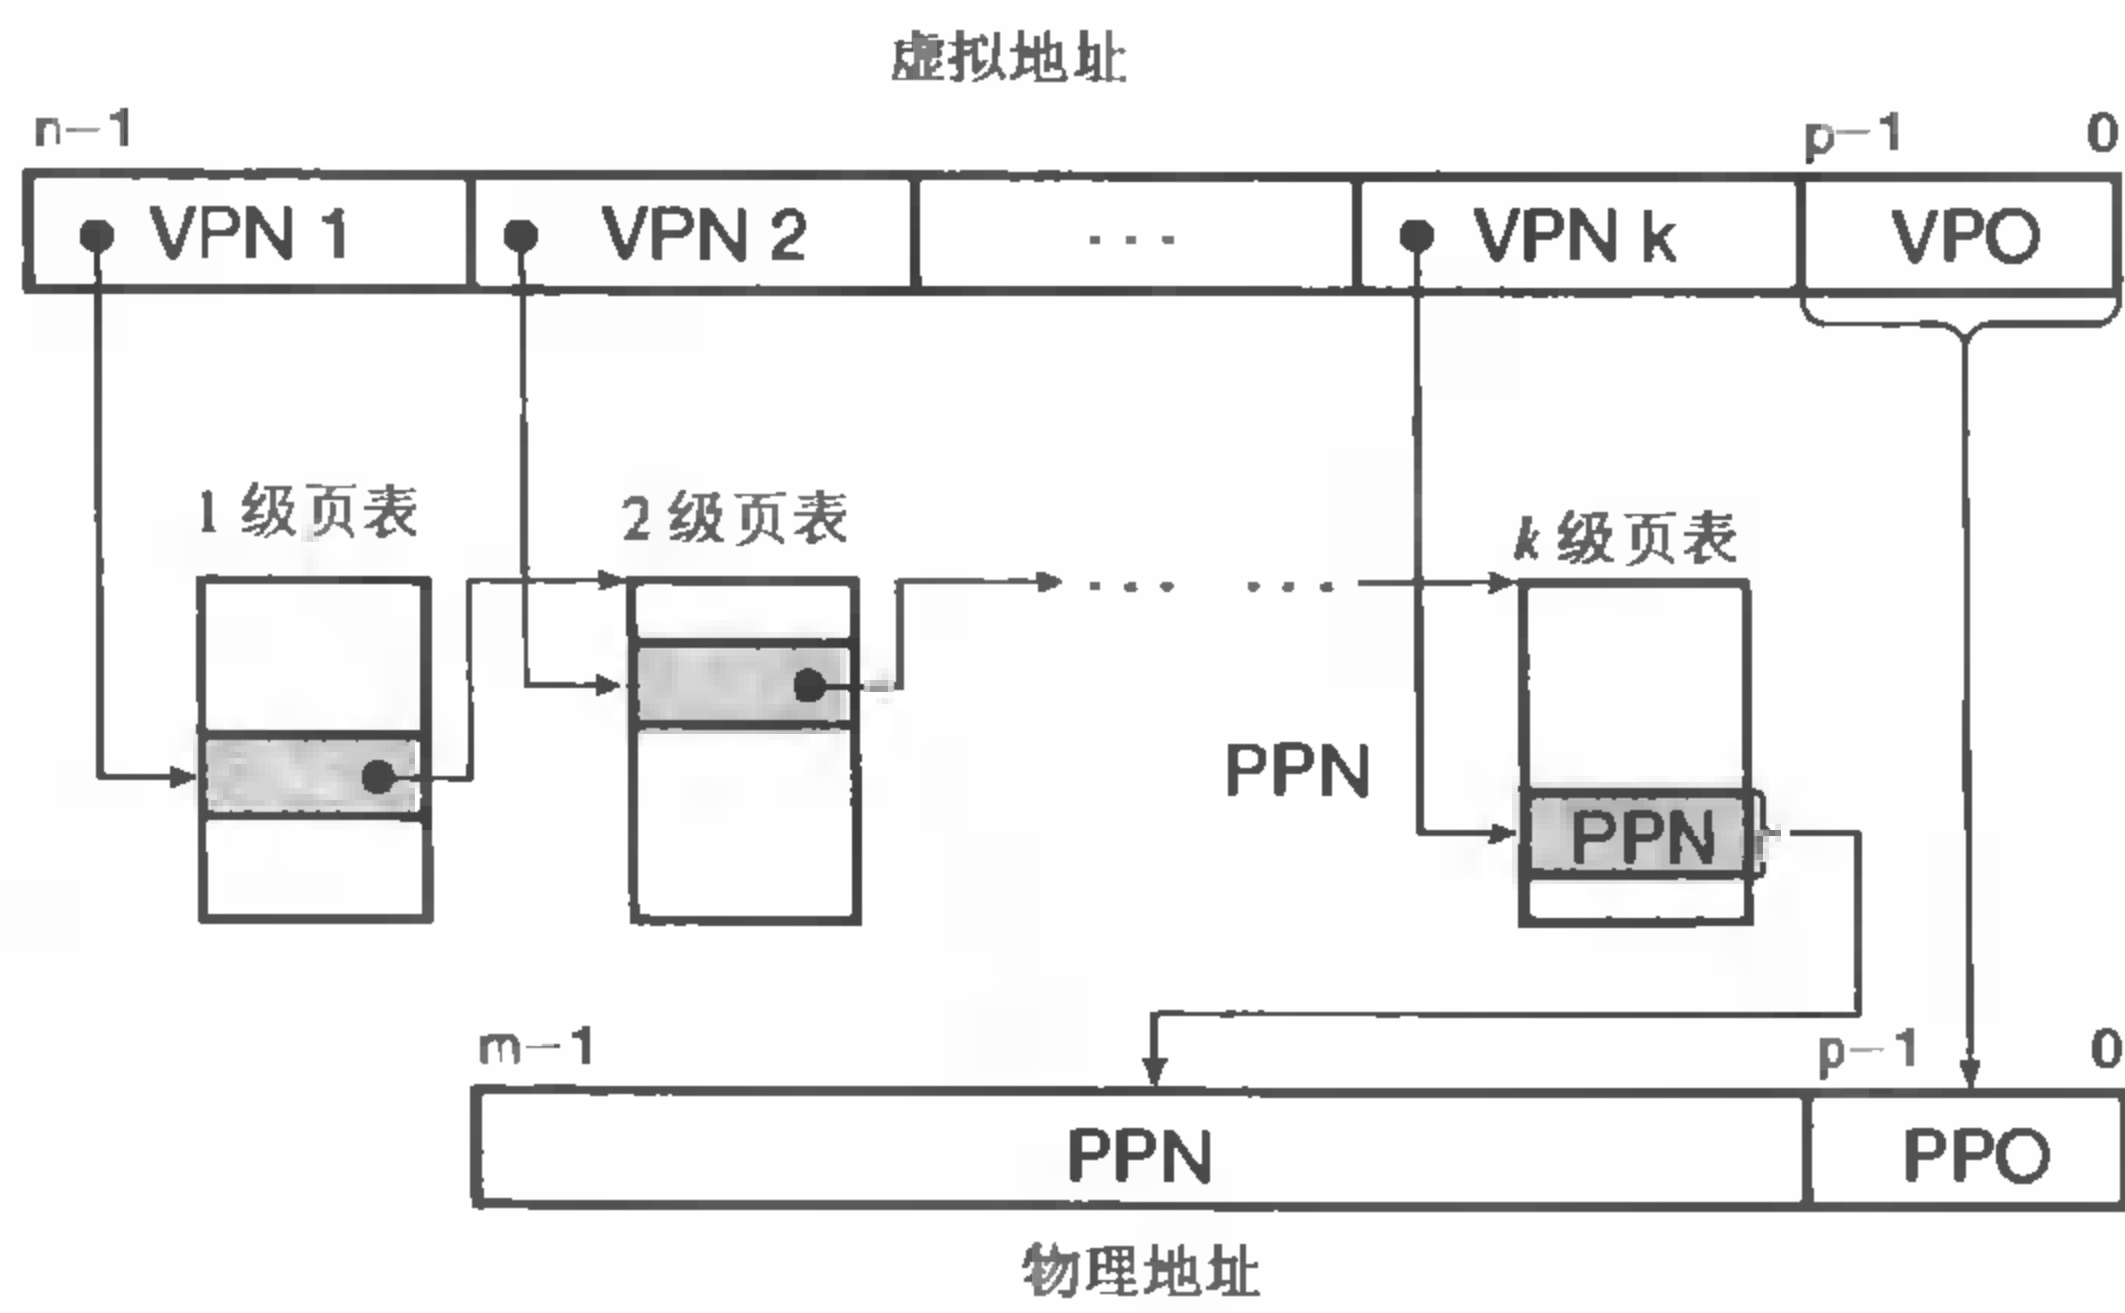 虚拟地址
n-1 p-1 0
VPN 1 VPN 2 ... VPN k VPO
1 级页表 2 级页表 k 级页表
... ...
PPN
PPN
m-1 p-1 0
PPN PPO
物理地址